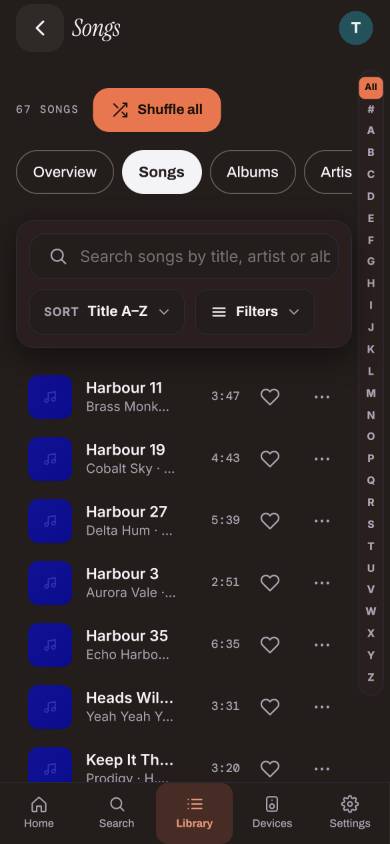 Songs
T
67 SONGS
Shuffle all
Overview
Songs
Albums
Artis
Search songs by title, artist or alb
SORT Title A–Z
Filters
Harbour 11
3:47
Brass Monk...
Harbour 19
4:43
Cobalt Sky · ...
Harbour 27
5:39
Delta Hum · ...
Harbour 3
2:51
Aurora Vale ·...
Harbour 35
6:35
Echo Harbo...
Heads Wil...
3:31
Yeah Yeah Y...
Keep It Th...
3:20
Prodigy · H...
All
#
A
B
C
D
E
F
G
H
I
J
K
L
M
N
O
P
Q
R
S
T
U
V
W
X
Y
Z
Home
Search
Library
Devices
Settings